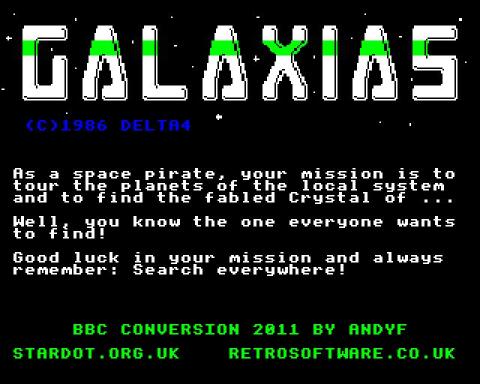 GALAXIAS
(C)1986 DELTA4
As a space pirate, your mission is to
tour the planets of the local system
and to find the fabled Crystal of ...
Well, you know the one everyone wants
to find!
Good luck in your mission and always
remember: Search everywhere!
BBC CONVERSION 2011 BY ANDYF
STARDOT.ORG.UK RETROSOFTWARE.CO.UK